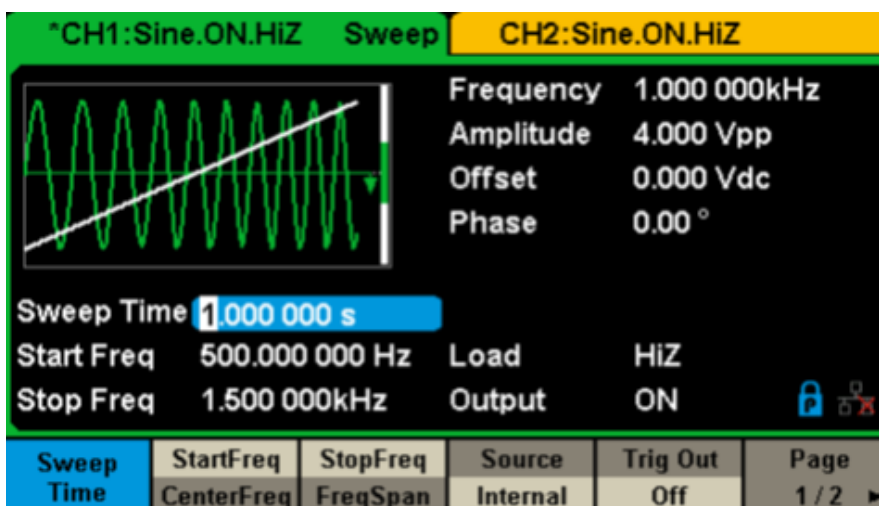 *CH1:Sine.ON.HiZ Sweep CH2:Sine.ON.HiZ
Frequency 1.000 000kHz
Amplitude 4.000 Vpp
Offset 0.000 Vdc
Phase 0.00 °
Sweep Time 1.000 000 s
Start Freq 500.000 000 Hz Load HiZ
Stop Freq 1.500 000kHz Output ON P
Sweep StartFreq StopFreq Source Trig Out Page
Time CenterFreq FreqSpan Internal Off 1/2 ►